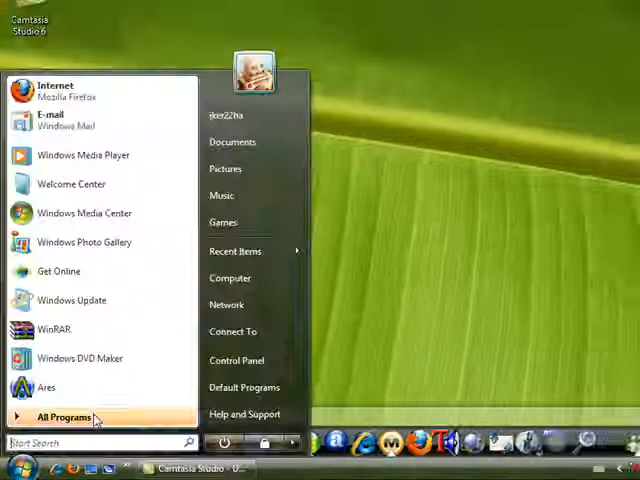 Camtasia
Studio 6
Internet
Mozilla Firefox
E-mail
Windows Mail
Windows Media Player
Welcome Center
Windows Media Center
Windows Photo Gallery
Get Online
Windows Update
WinRAR
Windows DVD Maker
Ares
All Programs
Start Search
jker22ha
Documents
Pictures
Music
Games
Recent Items
Computer
Network
Connect To
Control Panel
Default Programs
Help and Support
Camtasia Studio - U...